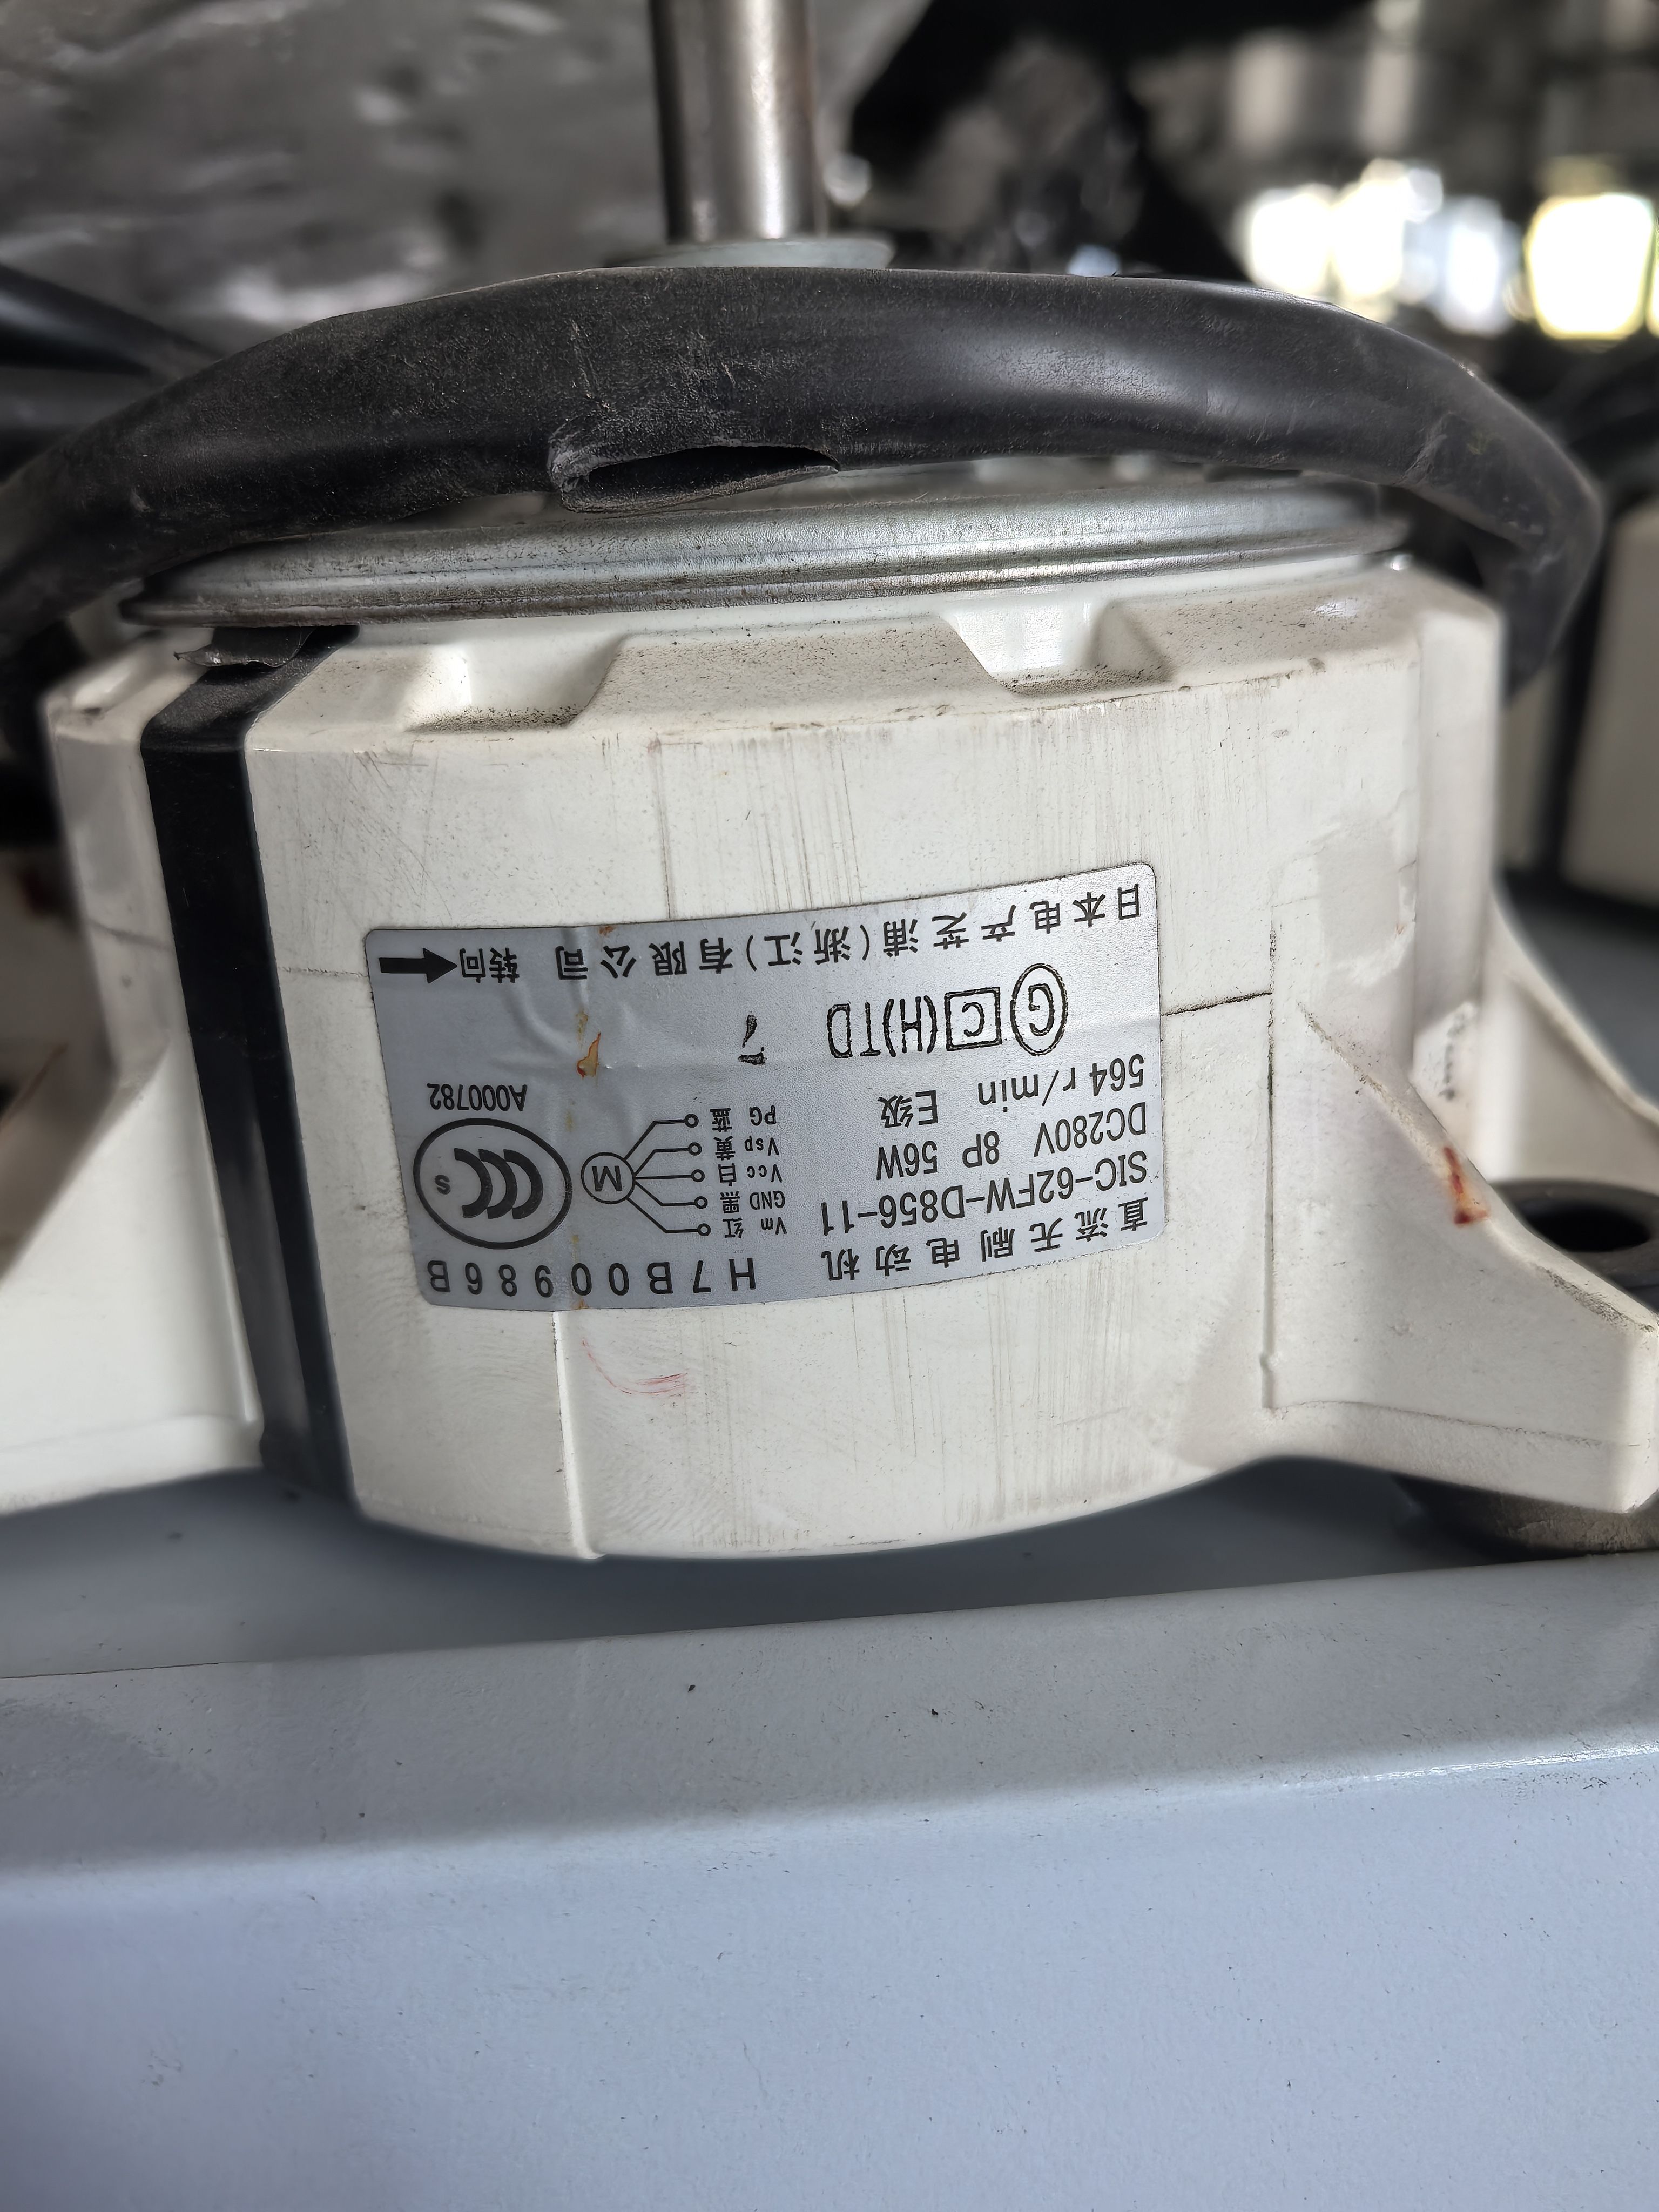 直流无刷电动机 H7B00986B
SIC-62FW-D856-11
DC280V 8P 56W
564 r/min E级
Vm 红
GND 黑
Vcc 白
Vsp 黄
PG 蓝
M
CCC S
A000782
G C (H)TD 7
日本电产芝浦(浙江)有限公司 转向